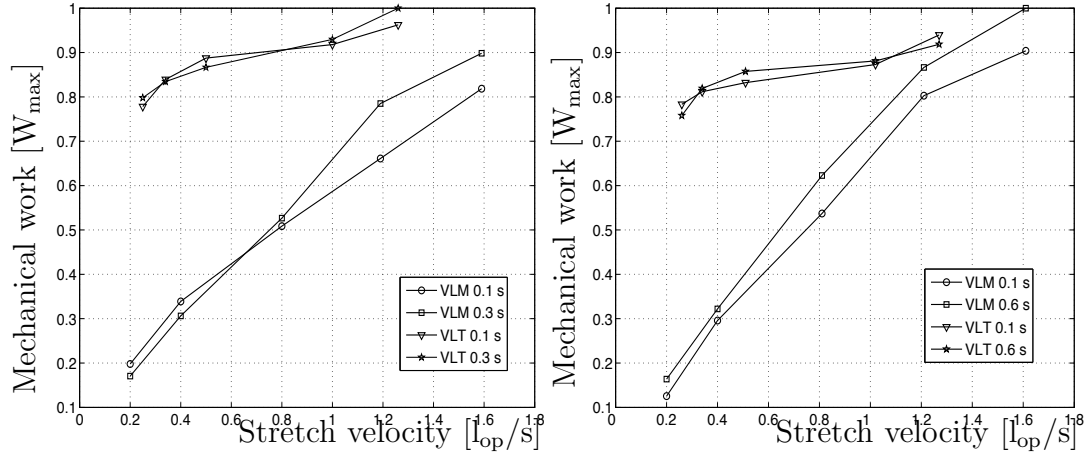 Mechanical work [W_max]
1
0.9
0.8
0.7
0.6
0.5
0.4
0.3
0.2
0.1
0 0.2 0.4 0.6 0.8 1.0 1.2 1.4 1.6 1.8
Stretch velocity [l_op/s]
VLM 0.1 s
VLM 0.3 s
VLT 0.1 s
VLT 0.3 s
Mechanical work [W_max]
1
0.9
0.8
0.7
0.6
0.5
0.4
0.3
0.2
0.1
0 0.2 0.4 0.6 0.8 1.0 1.2 1.4 1.6 1.8
Stretch velocity [l_op/s]
VLM 0.1 s
VLM 0.6 s
VLT 0.1 s
VLT 0.6 s